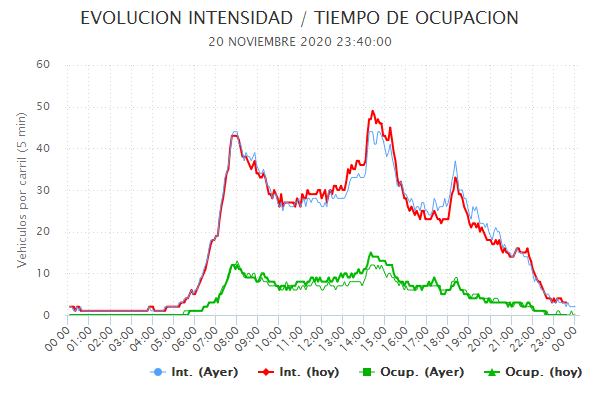 EVOLUCION INTENSIDAD / TIEMPO DE OCUPACION
20 NOVIEMBRE 2020 23:40:00
Vehiculos por carril (5 min)
60
50
40
30
20
10
0
00:00 01:00 02:00 03:00 04:00 05:00 06:00 07:00 08:00 09:00 10:00 11:00 12:00 13:00 14:00 15:00 16:00 17:00 18:00 19:00 20:00 21:00 22:00 23:00 00:00
Int. (Ayer) Int. (hoy) Ocup. (Ayer) Ocup. (hoy)